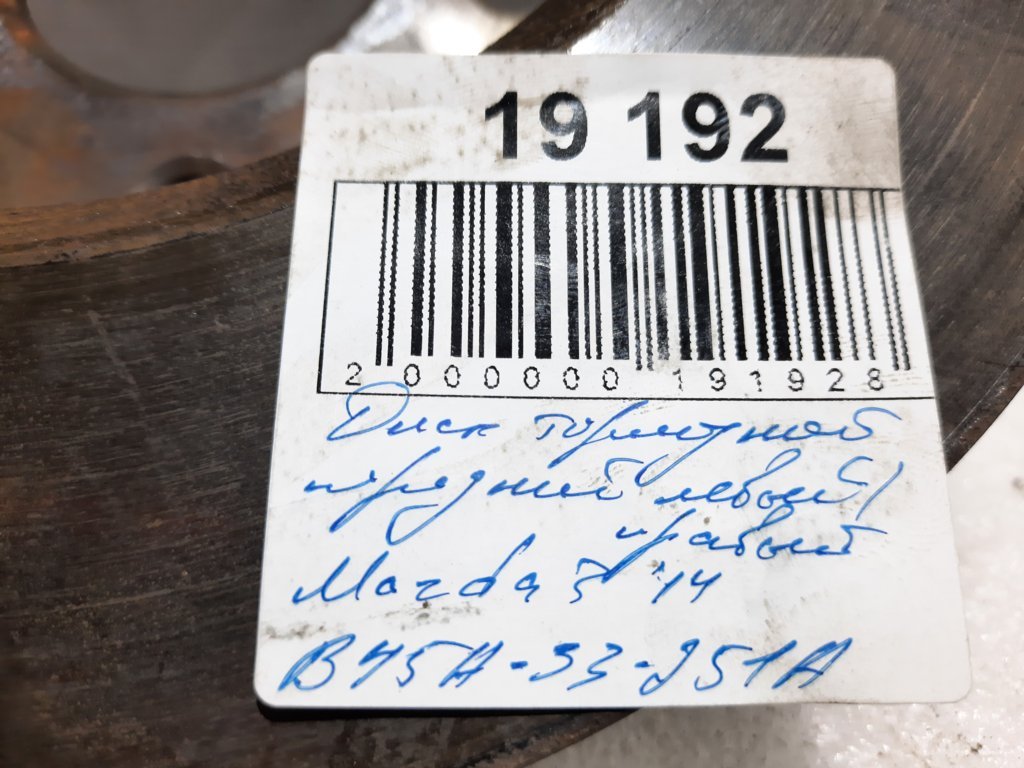 19 192
2 000000 191928
Диск тормозной
передний левый/
правый
Mazda 3 '14
B45A-33-251A